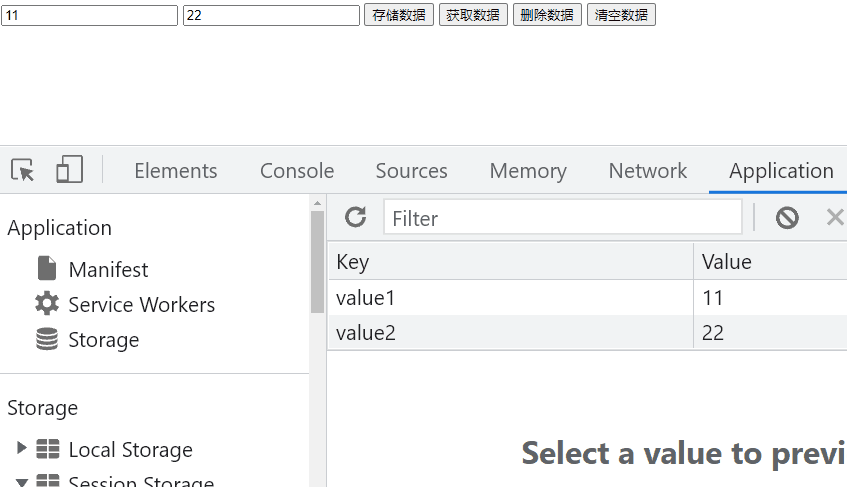 11 22 存储数据 获取数据 删除数据 清空数据
Elements Console Sources Memory Network Application
Application
Manifest
Service Workers
Storage
Storage
Local Storage
Session Storage
Filter
Key Value
value1 11
value2 22
Select a value to previ